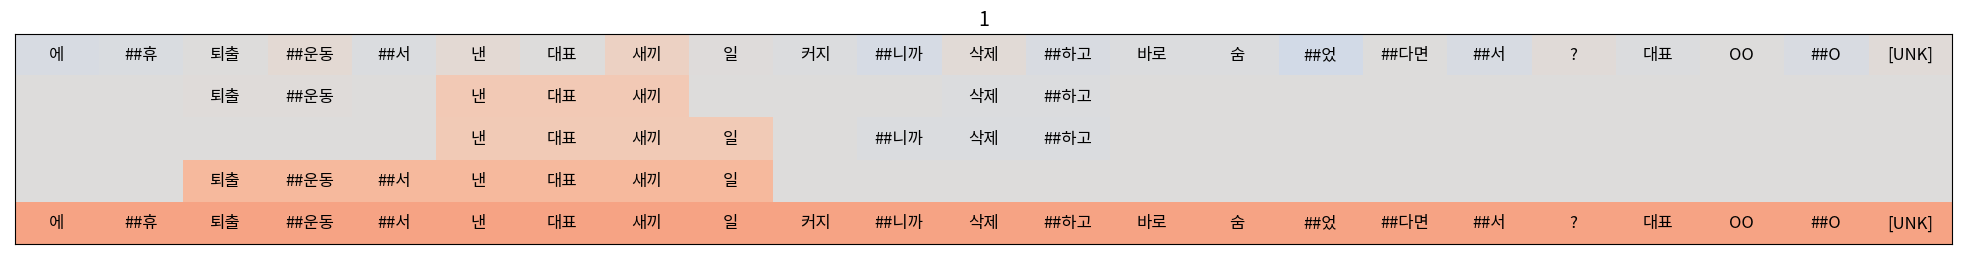 1
에 ##휴 퇴출 ##운동 ##서 낸 대표 새끼 일 커지 ##니까 삭제 ##하고 바로 숨 ##었 ##다면 ##서 ? 대표 OO ##O [UNK]
퇴출 ##운동 낸 대표 새끼 삭제 ##하고
낸 대표 새끼 일 ##니까 삭제 ##하고
퇴출 ##운동 ##서 낸 대표 새끼 일
에 ##휴 퇴출 ##운동 ##서 낸 대표 새끼 일 커지 ##니까 삭제 ##하고 바로 숨 ##었 ##다면 ##서 ? 대표 OO ##O [UNK]